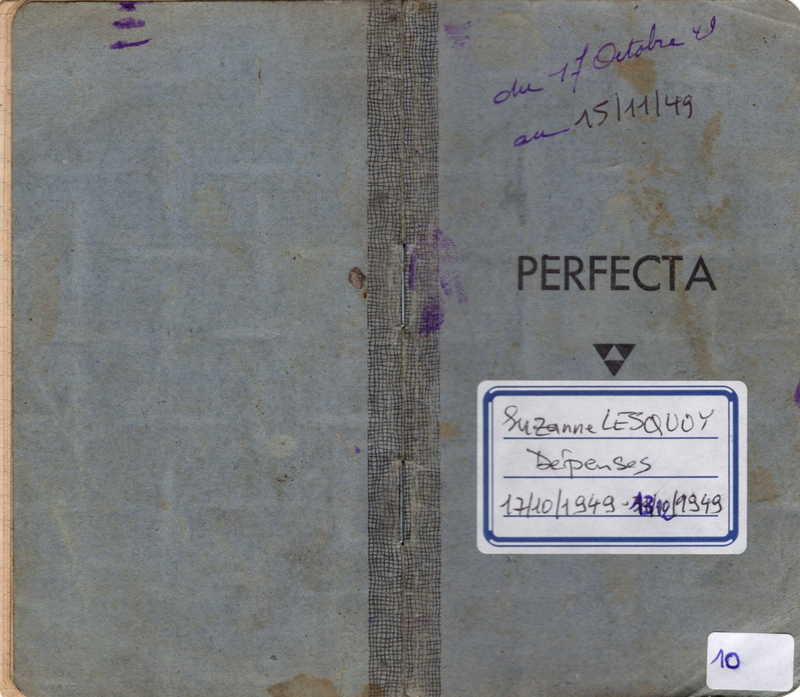 du 17 Octobre 49
au 15/11/49
PERFECTA
Suzanne LESQUOY
Dépenses
17/10/1949 - /1949
10